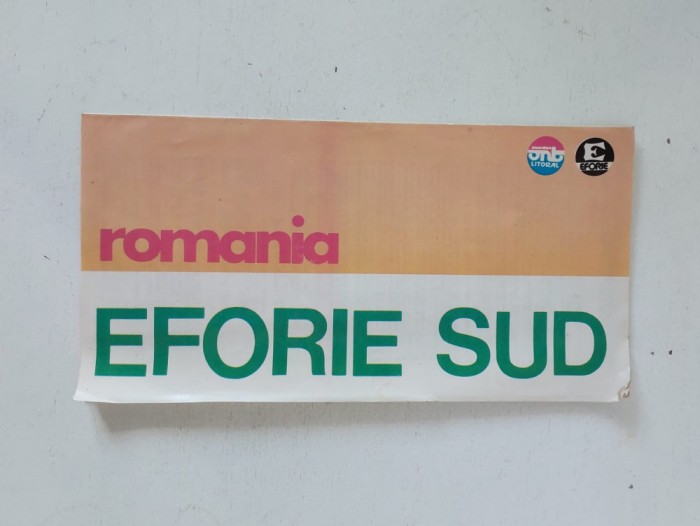 onb
LITORAL
E
EFORIE
romania
EFORIE SUD